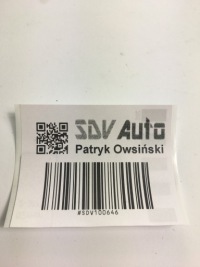 SDV Auto
Patryk Owsiński
#SDV100646